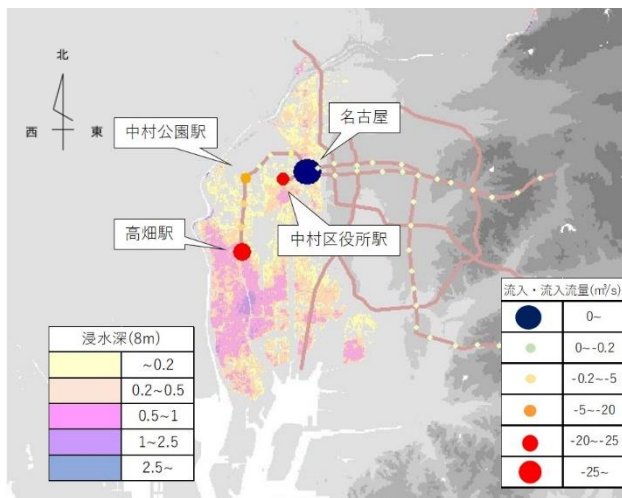 北
西 東
中村公園駅
名古屋
高畑駅
中村区役所駅
浸水深(8m)
~0.2
0.2~0.5
0.5~1
1~2.5
2.5~
流入・流入流量(㎥/s)
0~
0~-0.2
-0.2~-5
-5~-20
-20~-25
-25~